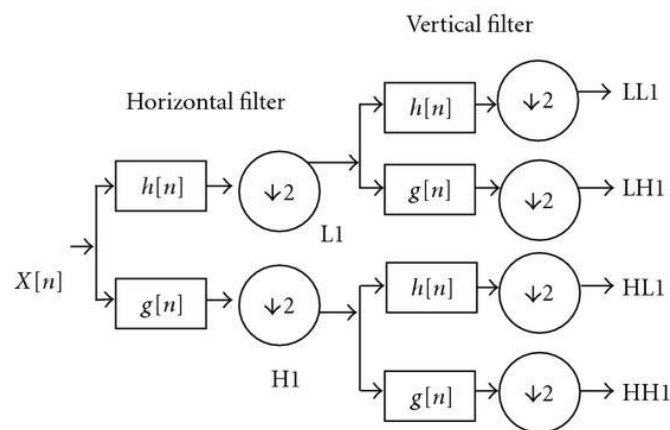 Vertical filter
Horizontal filter
h[n]
↓2
LL1
h[n]
↓2
g[n]
↓2
LH1
L1
X[n]
g[n]
↓2
h[n]
↓2
HL1
H1
g[n]
↓2
HH1